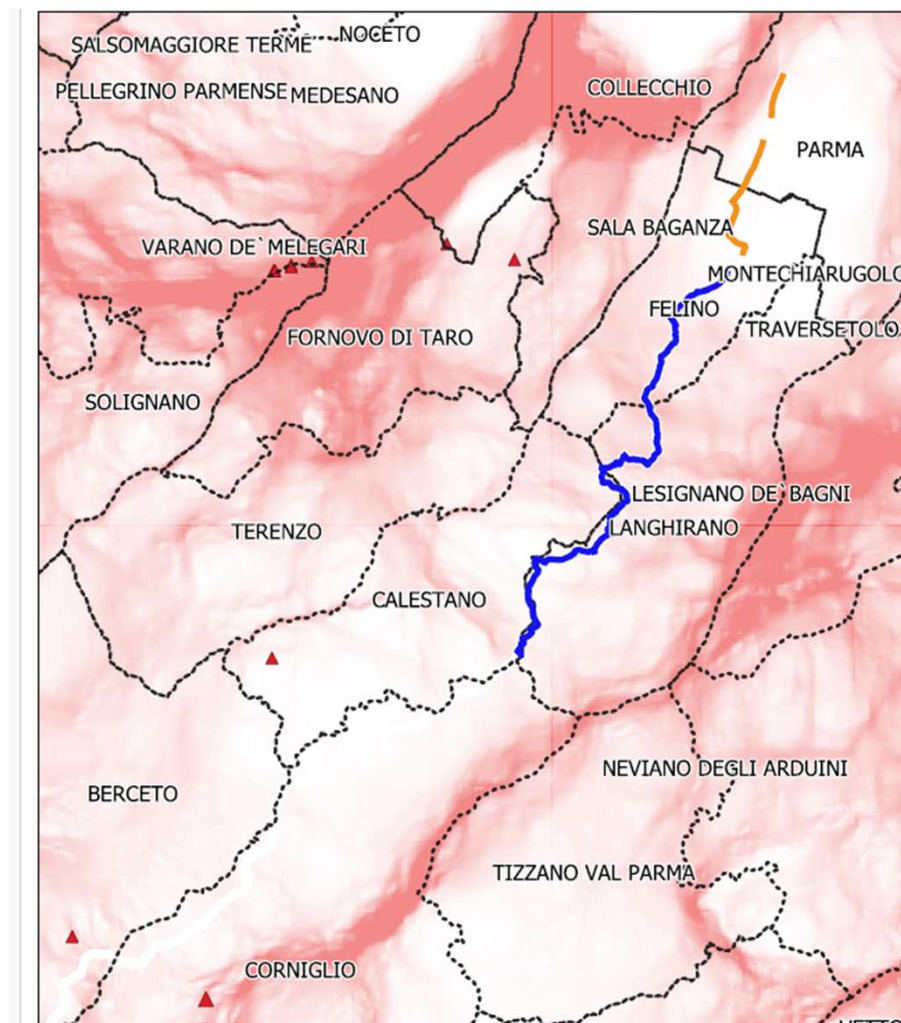 NOCETO
SALSOMAGGIORE TERME
PELLEGRINO PARMENSE
MEDESANO
COLLECCHIO
PARMA
SALA BAGANZA
VARANO DE`MELEGARI
MONTECHIARUGOLO
FELINO
TRAVERSETOLO
FORNOVO DI TARO
SOLIGNANO
LESIGNANO DE`BAGNI
LANGHIRANO
TERENZO
CALESTANO
NEVIANO DEGLI ARDUINI
BERCETO
TIZZANO VAL PARMA
CORNIGLIO